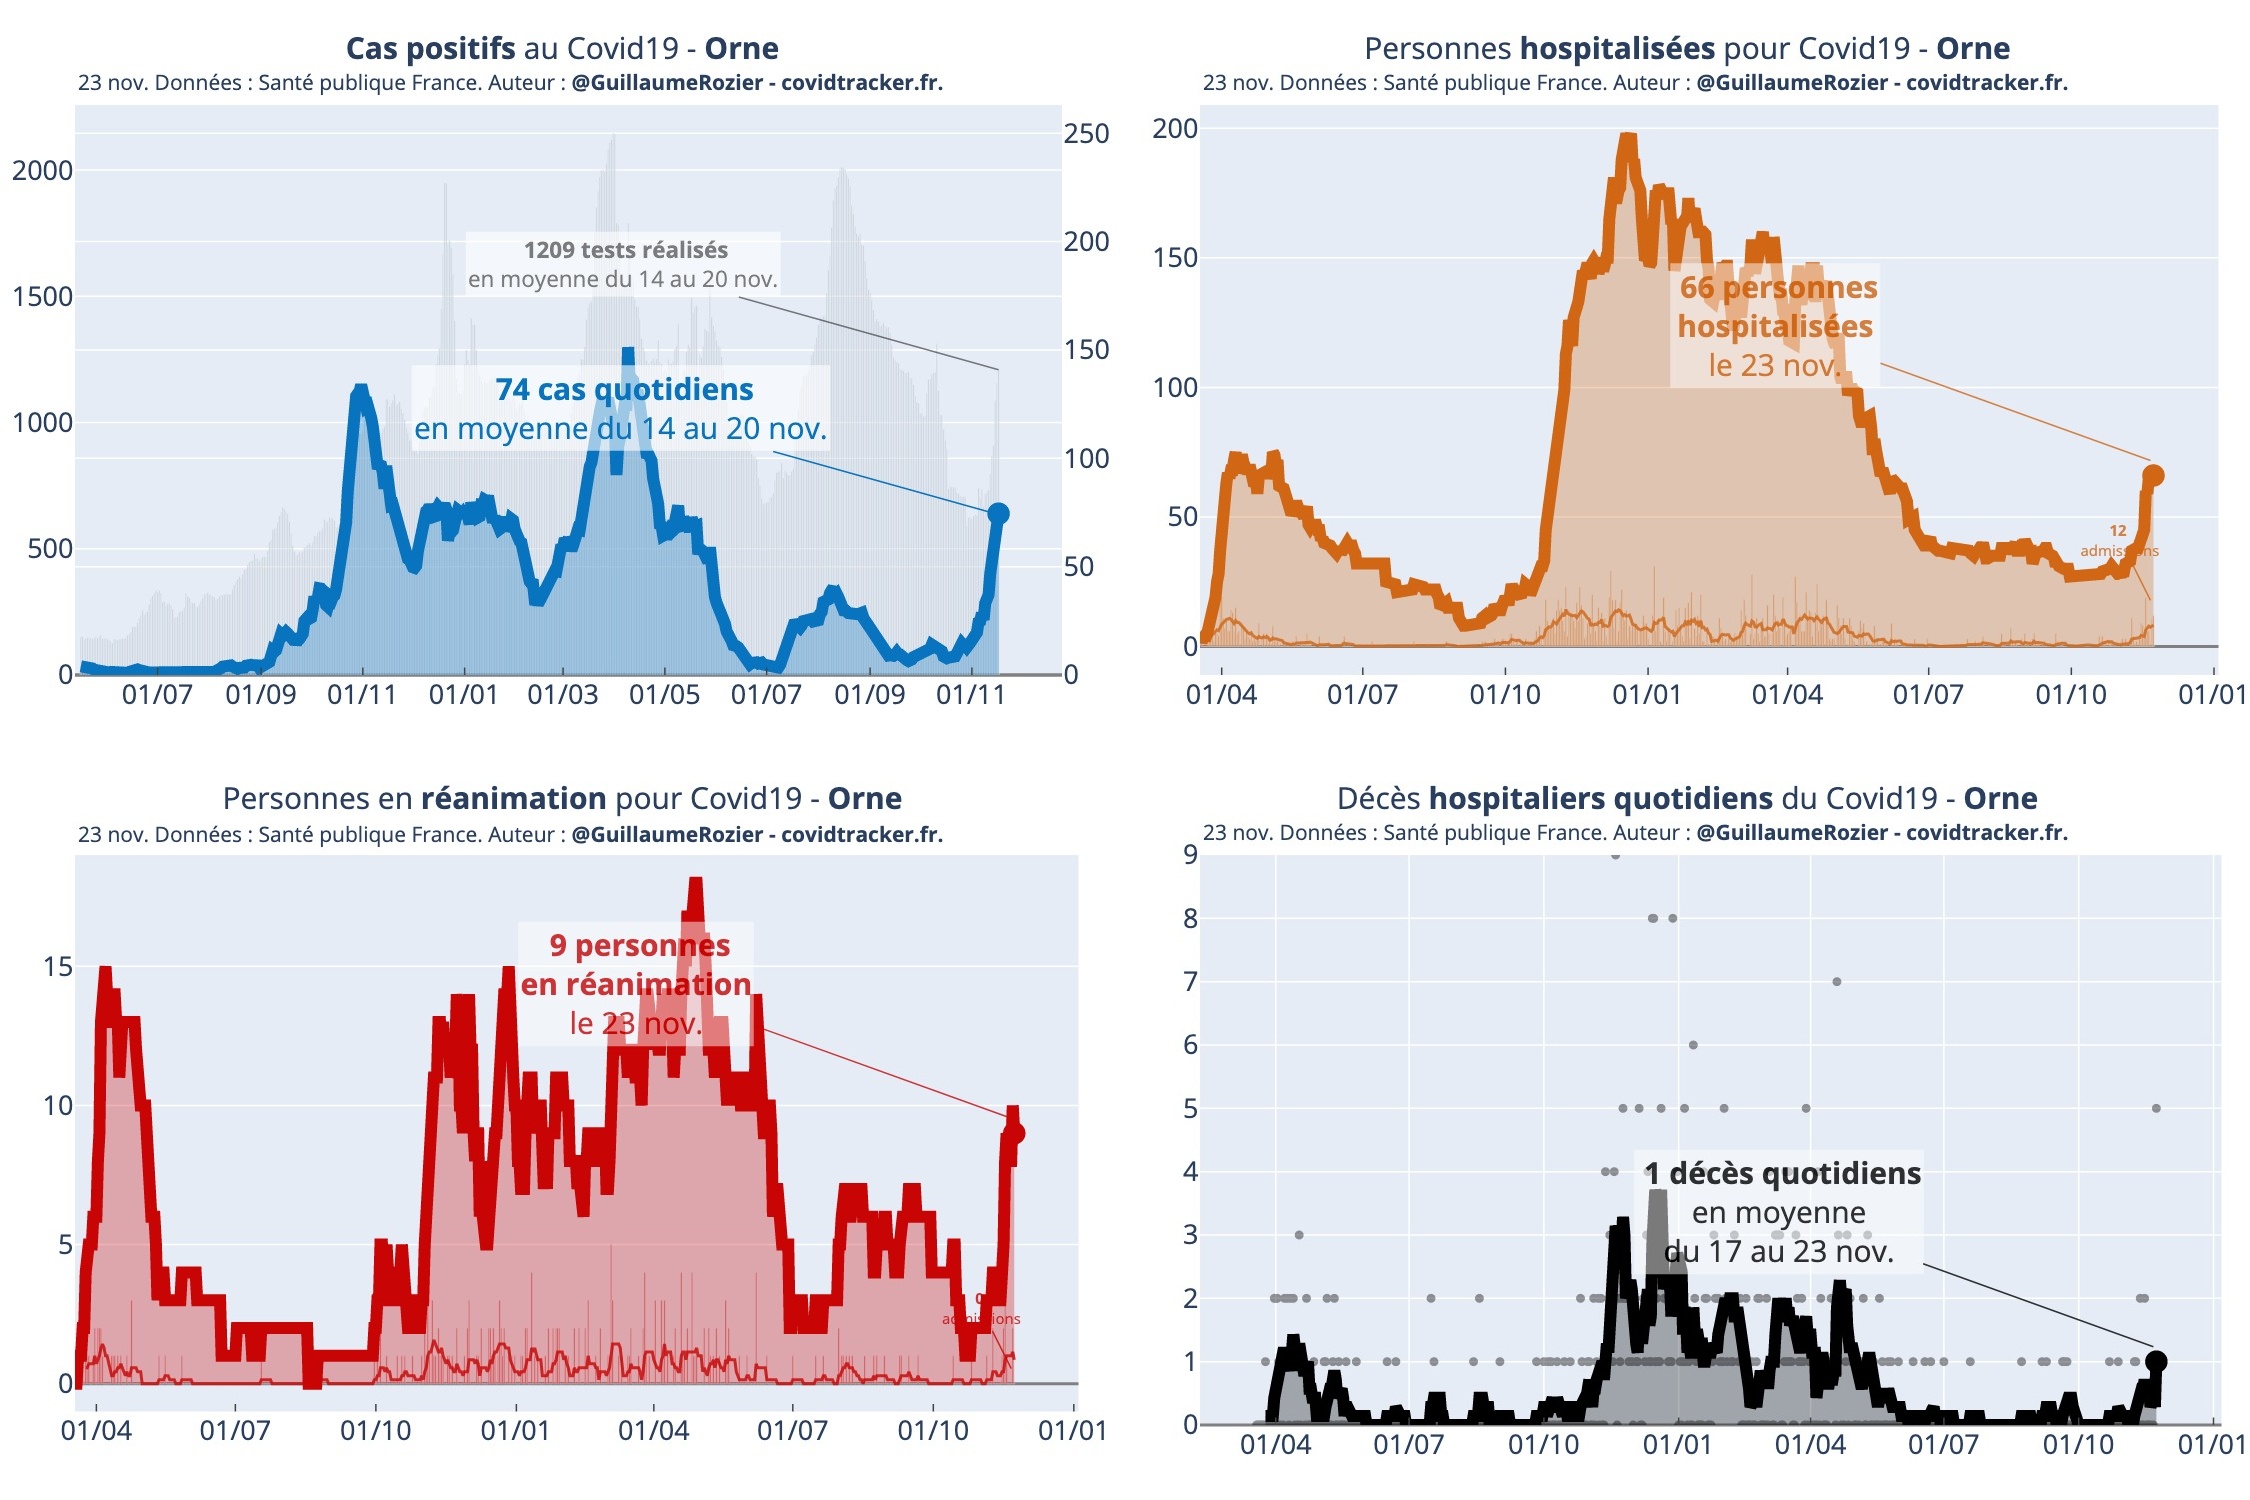 Cas positifs au Covid19 - Orne
23 nov. Données : Santé publique France. Auteur : @GuillaumeRozier - covidtracker.fr.
2000
1500
1000
500
0
250
200
150
100
50
0
1209 tests réalisés
en moyenne du 14 au 20 nov.
74 cas quotidiens
en moyenne du 14 au 20 nov.
01/07 01/09 01/11 01/01 01/03 01/05 01/07 01/09 01/11
Personnes hospitalisées pour Covid19 - Orne
23 nov. Données : Santé publique France. Auteur : @GuillaumeRozier - covidtracker.fr.
200
150
100
50
0
66 personnes
hospitalisées
le 23 nov.
12
admissions
01/04 01/07 01/10 01/01 01/04 01/07 01/10 01/01
Personnes en réanimation pour Covid19 - Orne
23 nov. Données : Santé publique France. Auteur : @GuillaumeRozier - covidtracker.fr.
15
10
5
0
9 personnes
en réanimation
le 23 nov.
0
admissions
01/04 01/07 01/10 01/01 01/04 01/07 01/10 01/01
Décès hospitaliers quotidiens du Covid19 - Orne
23 nov. Données : Santé publique France. Auteur : @GuillaumeRozier - covidtracker.fr.
9
8
7
6
5
4
3
2
1
0
1 décès quotidiens
en moyenne
du 17 au 23 nov.
01/04 01/07 01/10 01/01 01/04 01/07 01/10 01/01